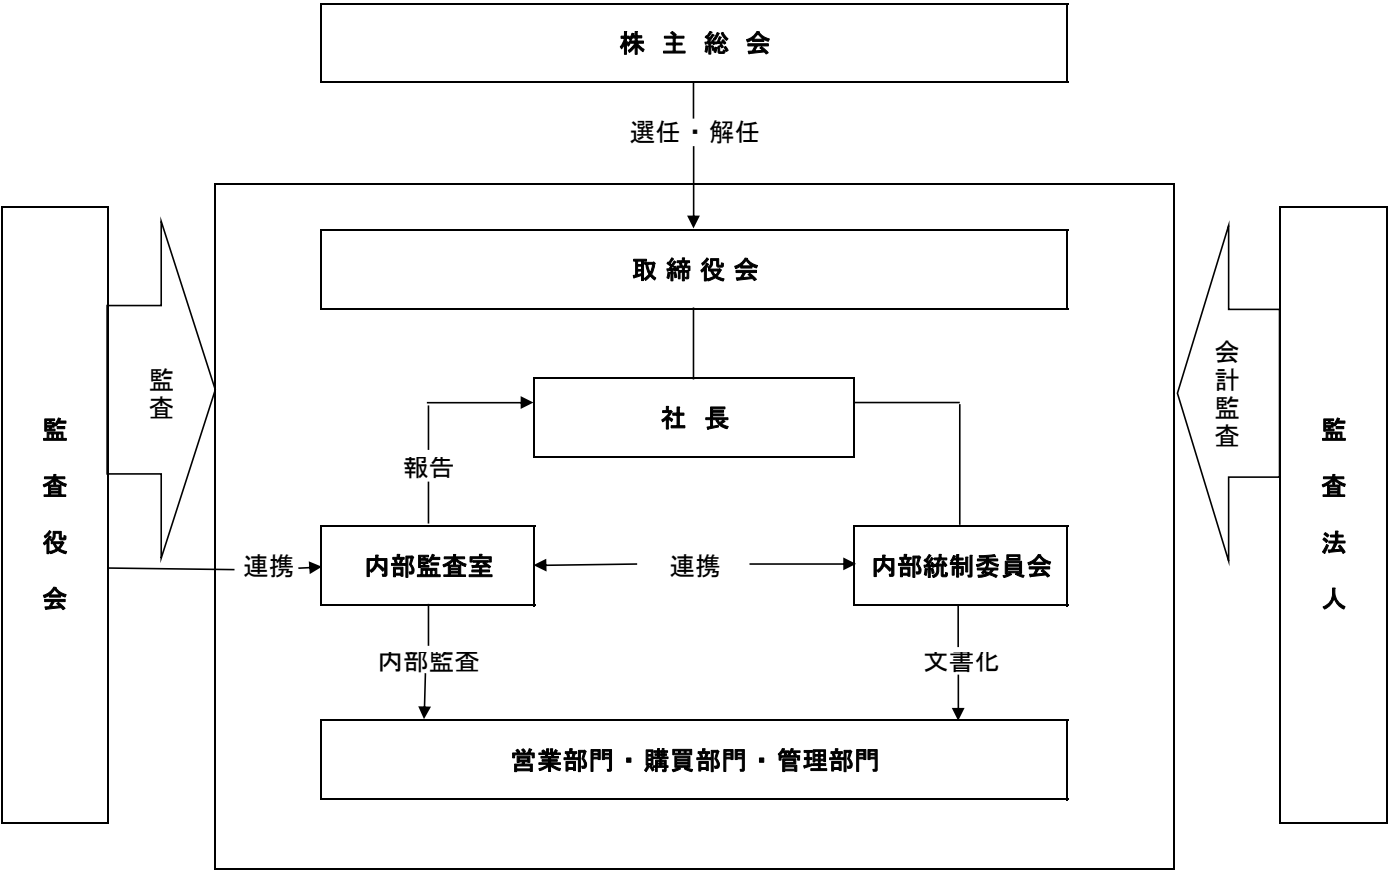 株主総会
選任・解任
取締役会
監査
会計監査
社長
監査役会
監査法人
報告
連携
内部監査室
連携
内部統制委員会
内部監査
文書化
営業部門・購買部門・管理部門